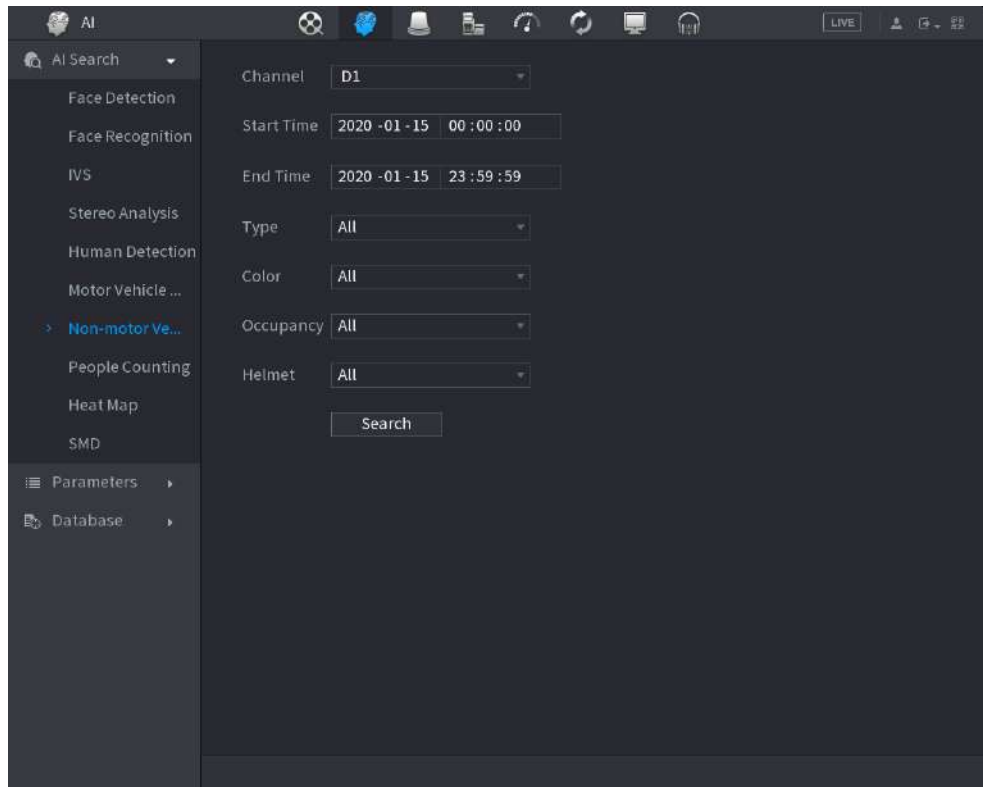 AI
LIVE
AI Search
Face Detection
Face Recognition
IVS
Stereo Analysis
Human Detection
Motor Vehicle ...
Non-motor Ve...
People Counting
Heat Map
SMD
Parameters
Database
Channel D1
Start Time 2020 -01 -15 00 : 00 : 00
End Time 2020 -01 -15 23 : 59 : 59
Type All
Color All
Occupancy All
Helmet All
Search